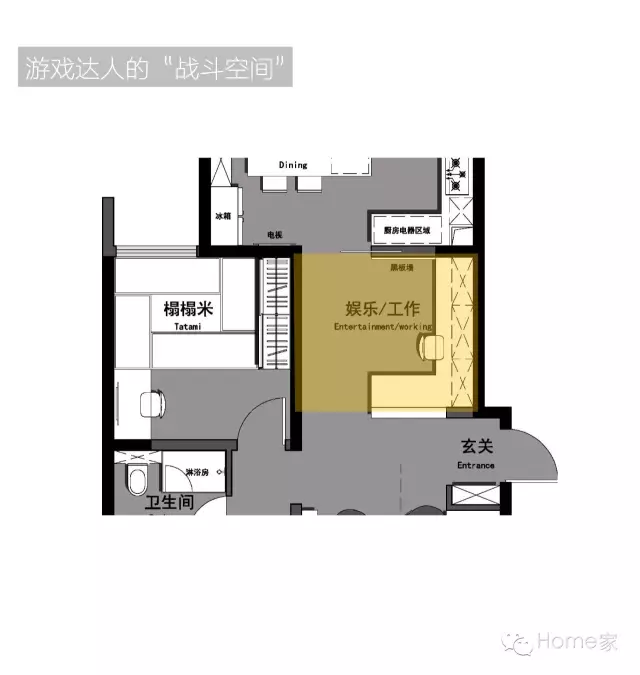 游戏达人的“战斗空间”
Dining
冰箱
电视
厨房电器区域
黑板墙
榻榻米
Tatami
娱乐/工作
Entertainment/working
玄关
Entrance
淋浴房
卫生间
Home家